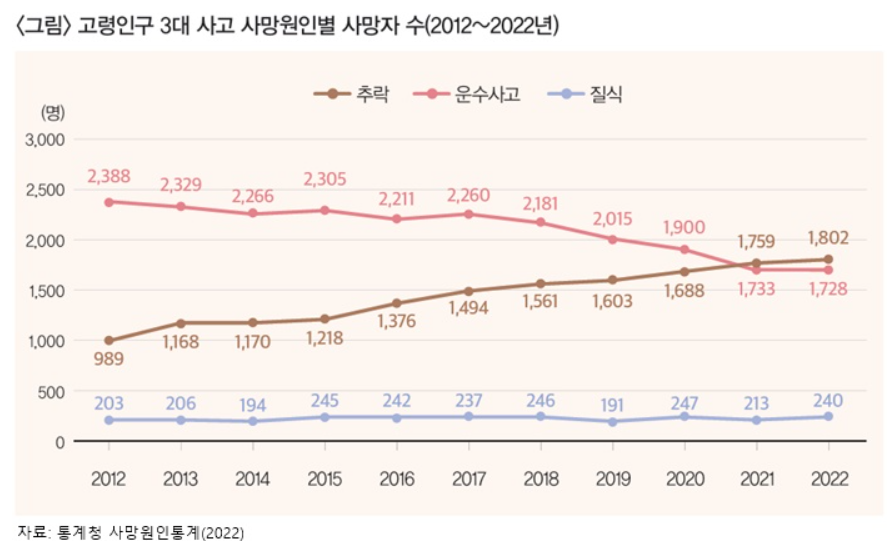 <그림> 고령인구 3대 사고 사망원인별 사망자 수(2012~2022년)
추락 운수사고 질식
(명)
3,000
2,500
2,000
1,500
1,000
500
0
2,388 2,329 2,266 2,305 2,211 2,260 2,181 2,015 1,900 1,733 1,728
989 1,168 1,170 1,218 1,376 1,494 1,561 1,603 1,688 1,759 1,802
203 206 194 245 242 237 246 191 247 213 240
2012 2013 2014 2015 2016 2017 2018 2019 2020 2021 2022
자료: 통계청 사망원인통계(2022)